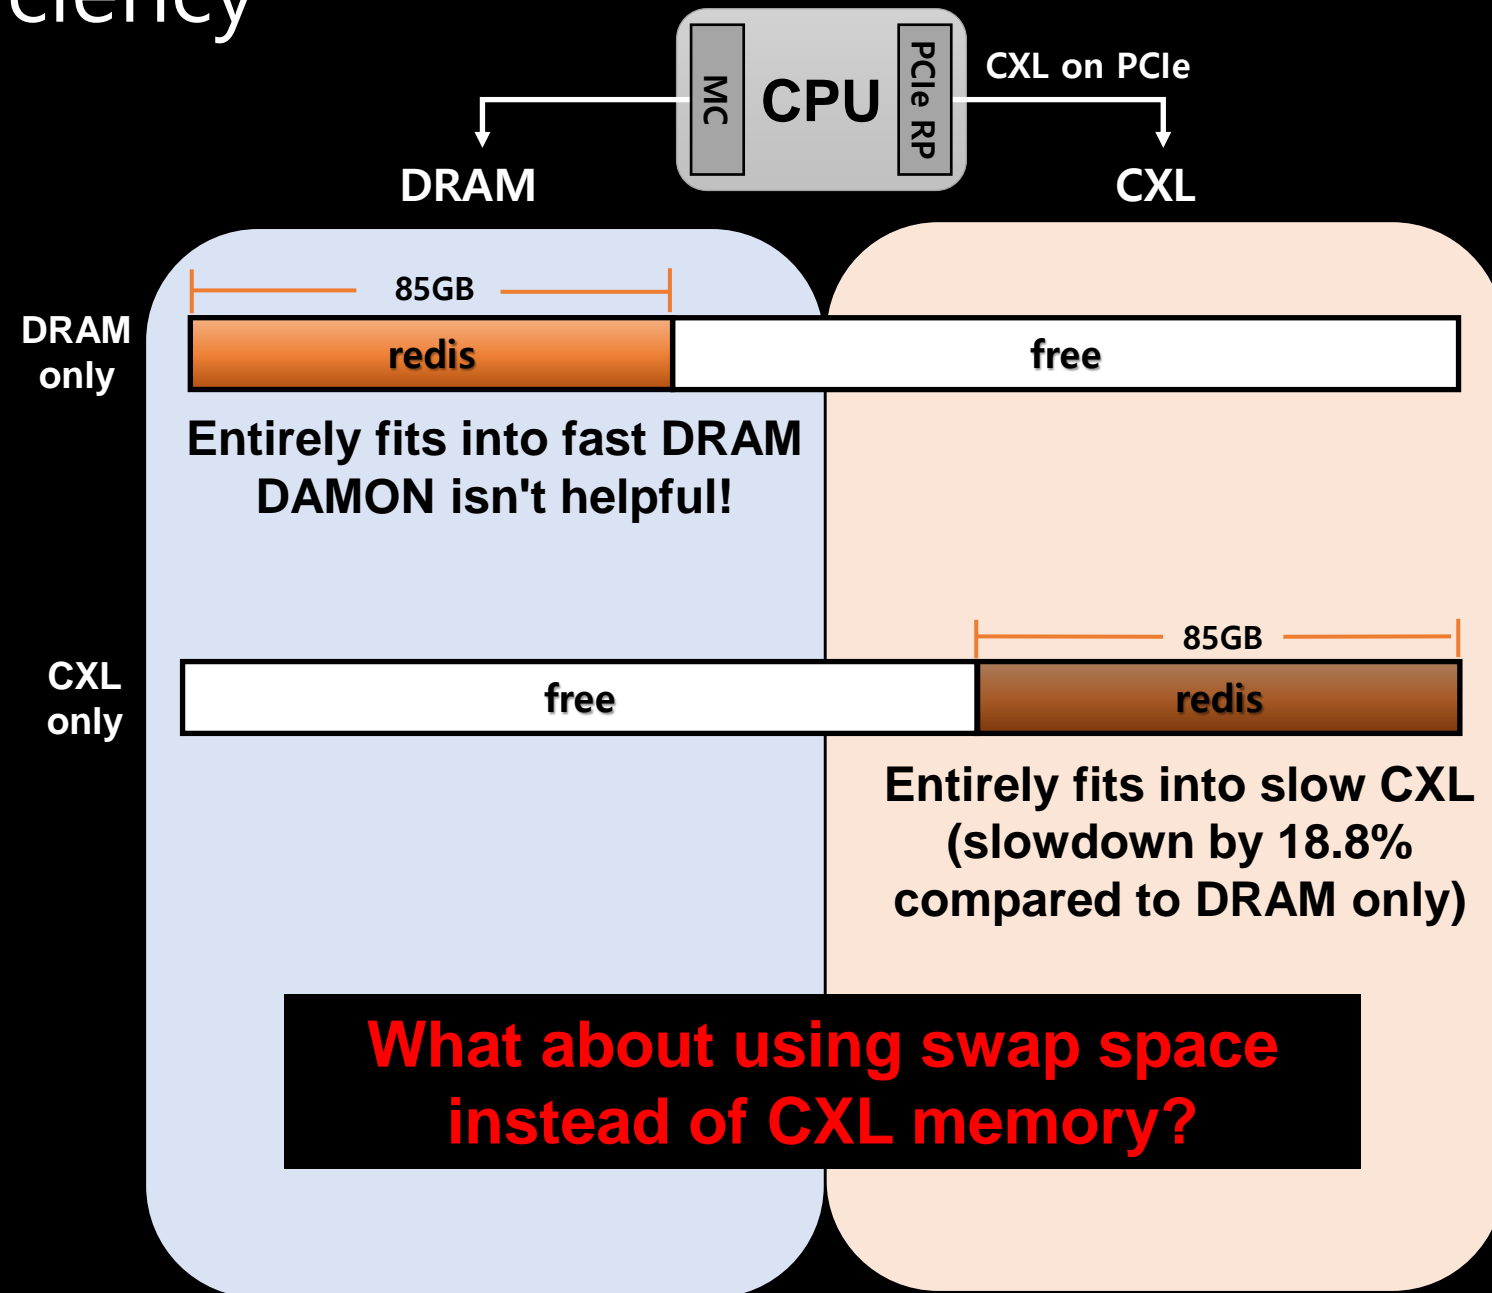 ciency
MC
CPU
PCIe RP
CXL on PCIe
DRAM
CXL
85GB
DRAM
only
redis
free
Entirely fits into fast DRAM
DAMON isn't helpful!
85GB
CXL
only
free
redis
Entirely fits into slow CXL
(slowdown by 18.8%
compared to DRAM only)
What about using swap space
instead of CXL memory?